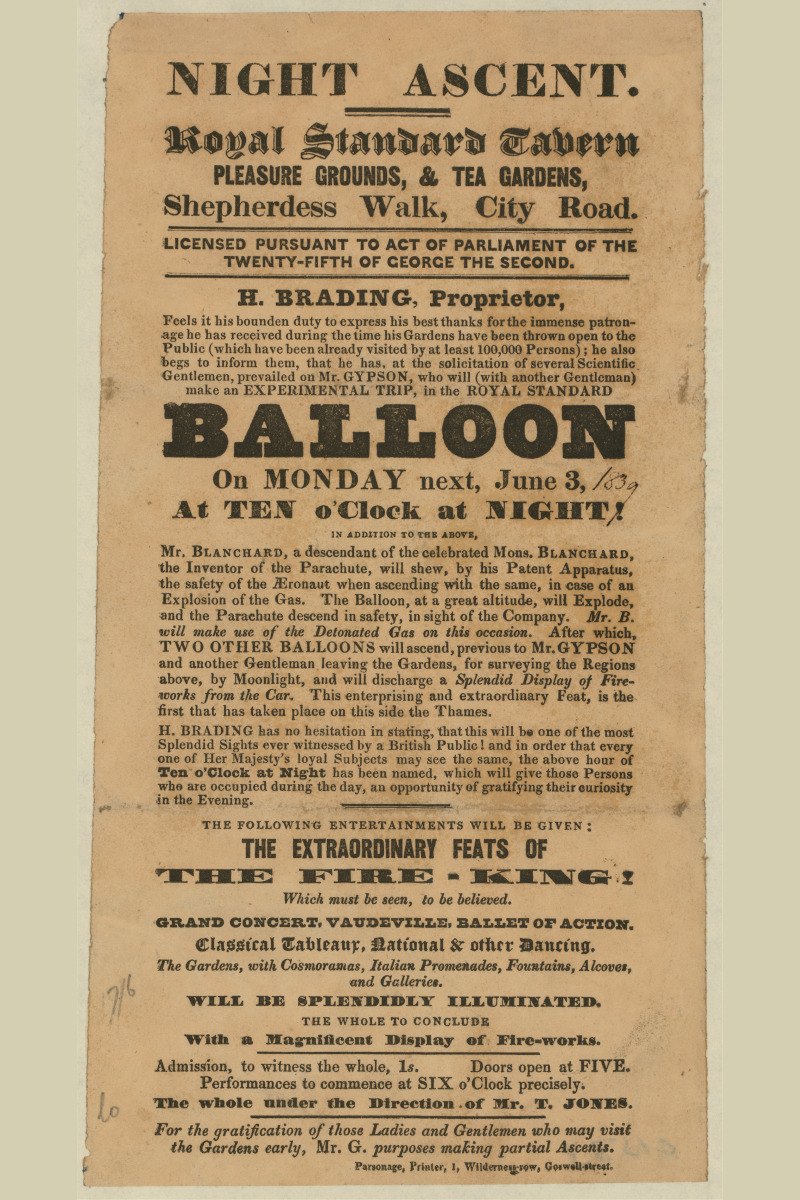 NIGHT ASCENT.
Royal Standard Tavern
PLEASURE GROUNDS, & TEA GARDENS,
Shepherdess Walk, City Road.
LICENSED PURSUANT TO ACT OF PARLIAMENT OF THE
TWENTY-FIFTH OF GEORGE THE SECOND.
H. BRADING, Proprietor,
Feels it his bounden duty to express his best thanks for the immense patron-
age he has received during the time his Gardens have been thrown open to the
Public (which have been already visited by at least 100,000 Persons); he also
begs to inform them, that he has, at the solicitation of several Scientific
Gentlemen, prevailed on Mr. GYPSON, who will (with another Gentleman)
make an EXPERIMENTAL TRIP, in the ROYAL STANDARD
BALLOON
On MONDAY next, June 3, 1839
At TEN o'Clock at NIGHT!
IN ADDITION TO THE ABOVE,
Mr. BLANCHARD, a descendant of the celebrated Mons. BLANCHARD,
the Inventor of the Parachute, will shew, by his Patent Apparatus,
the safety of the Æronaut when ascending with the same, in case of an
Explosion of the Gas. The Balloon, at a great altitude, will Explode,
and the Parachute descend in safety, in sight of the Company. Mr. B.
will make use of the Detonated Gas on this occasion. After which,
TWO OTHER BALLOONS will ascend, previous to Mr. GYPSON
and another Gentleman leaving the Gardens, for surveying the Regions
above, by Moonlight, and will discharge a Splendid Display of Fire-
works from the Car. This enterprising and extraordinary Feat, is the
first that has taken place on this side the Thames.
H. BRADING has no hesitation in stating, that this will be one of the most
Splendid Sights ever witnessed by a British Public! and in order that every
one of Her Majesty's loyal Subjects may see the same, the above hour of
Ten o'Clock at Night has been named, which will give those Persons
who are occupied during the day, an opportunity of gratifying their curiosity
in the Evening.
THE FOLLOWING ENTERTAINMENTS WILL BE GIVEN:
THE EXTRAORDINARY FEATS OF
THE FIRE-KING!
Which must be seen, to be believed.
GRAND CONCERT, VAUDEVILLE, BALLET OF ACTION.
Classical Tableaux, National & other Dancing.
The Gardens, with Cosmoramas, Italian Promenades, Fountains, Alcoves,
and Galleries.
WILL BE SPLENDIDLY ILLUMINATED.
THE WHOLE TO CONCLUDE
With a Magnificent Display of Fire-works.
Admission, to witness the whole, 1s. Doors open at FIVE.
Performances to commence at SIX o'Clock precisely.
The whole under the Direction of Mr. T. JONES.
For the gratification of those Ladies and Gentlemen who may visit
the Gardens early, Mr. G. purposes making partial Ascents.
Parsonage, Printer, 1, Wilderness-row, Goswell-street.
7/6